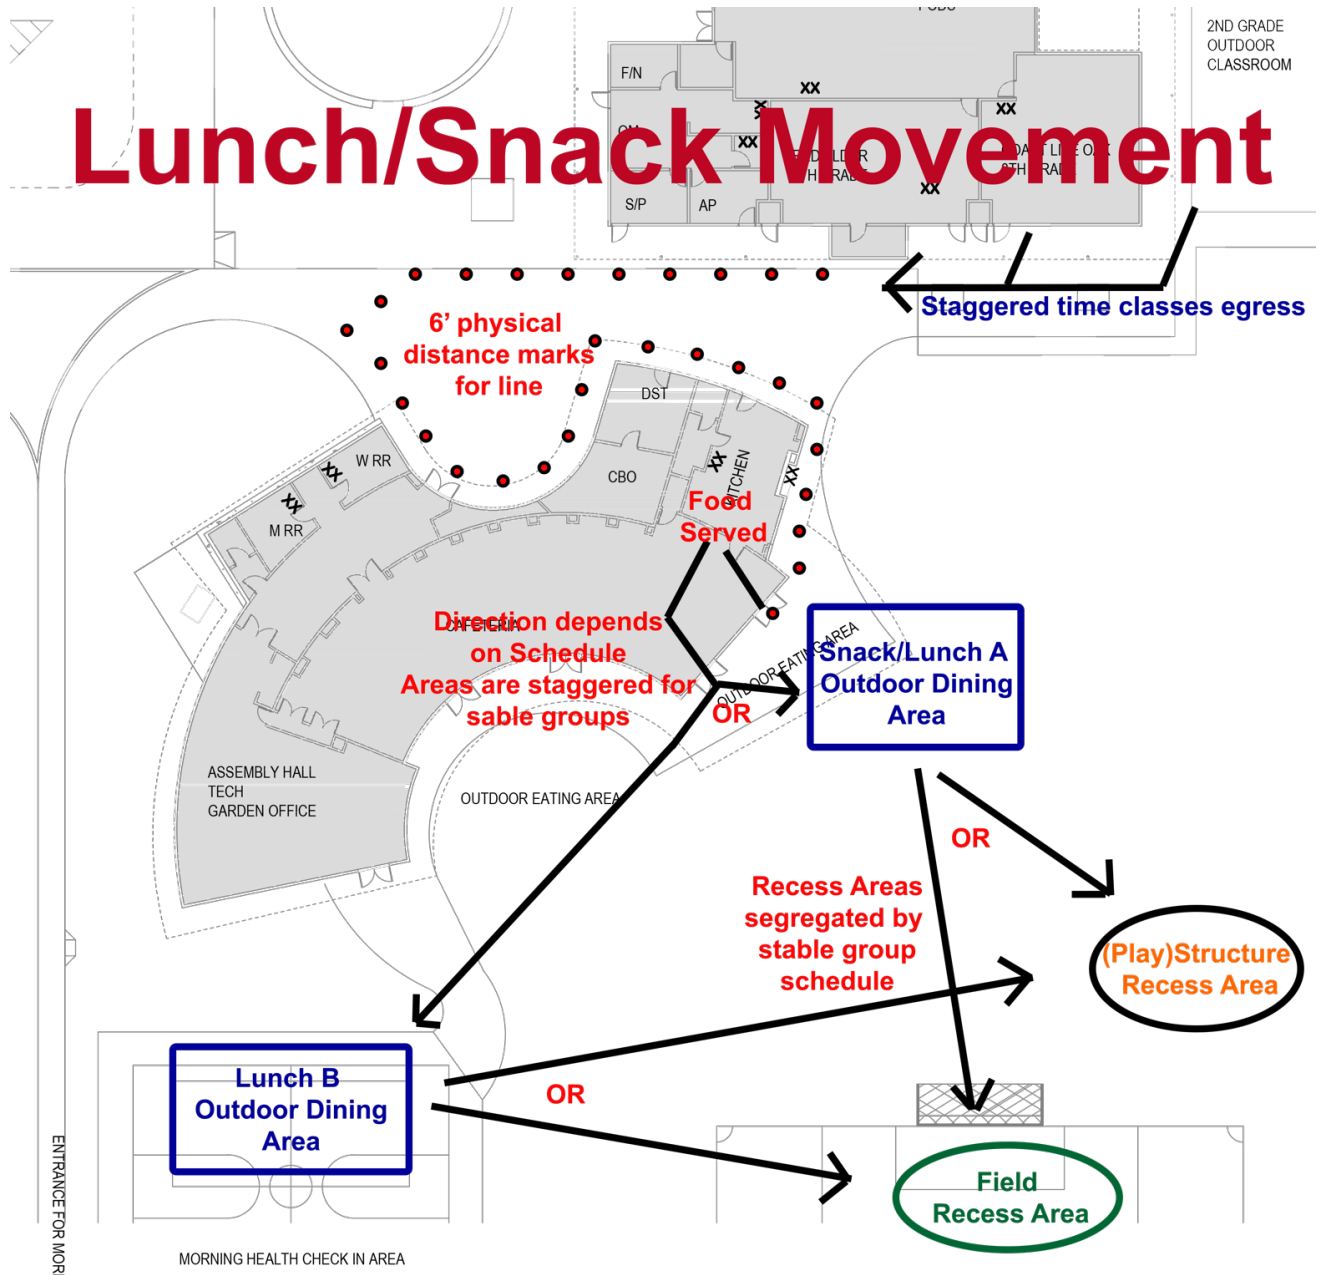 2ND GRADE
OUTDOOR
CLASSROOM
F/N
Lunch/Snack Movement
S/P
AP
Staggered time classes egress
6’ physical
distance marks
for line
DST
W RR
CBO
KITCHEN
M RR
Food
Served
Direction depends
on Schedule
Areas are staggered for
sable groups
CAFETERIA
OUTDOOR EATING AREA
OR
Snack/Lunch A
Outdoor Dining
Area
ASSEMBLY HALL
TECH
GARDEN OFFICE
OUTDOOR EATING AREA
OR
Recess Areas
segregated by
stable group
schedule
(Play)Structure
Recess Area
Lunch B
Outdoor Dining
Area
OR
Field
Recess Area
ENTRANCE FOR
MORNING HEALTH CHECK IN AREA
XX
XX
XX
XX
XX
XX
XX
XX
XX